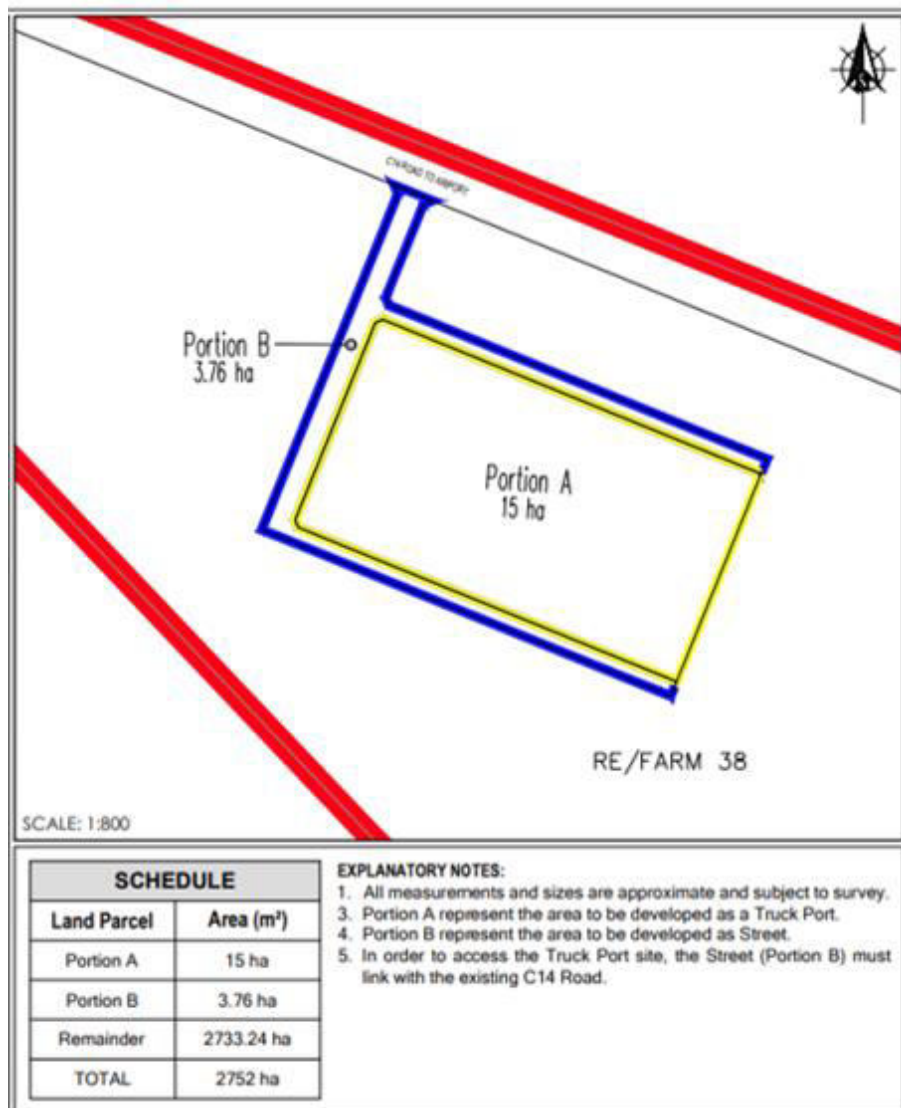 C14 ROAD TO AIRPORT
Portion B
3.76 ha
Portion A
15 ha
RE/FARM 38
SCALE: 1:800
SCHEDULE
Land Parcel Area (m²)
Portion A 15 ha
Portion B 3.76 ha
Remainder 2733.24 ha
TOTAL 2752 ha
EXPLANATORY NOTES:
1. All measurements and sizes are approximate and subject to survey.
3. Portion A represent the area to be developed as a Truck Port.
4. Portion B represent the area to be developed as Street.
5. In order to access the Truck Port site, the Street (Portion B) must
link with the existing C14 Road.